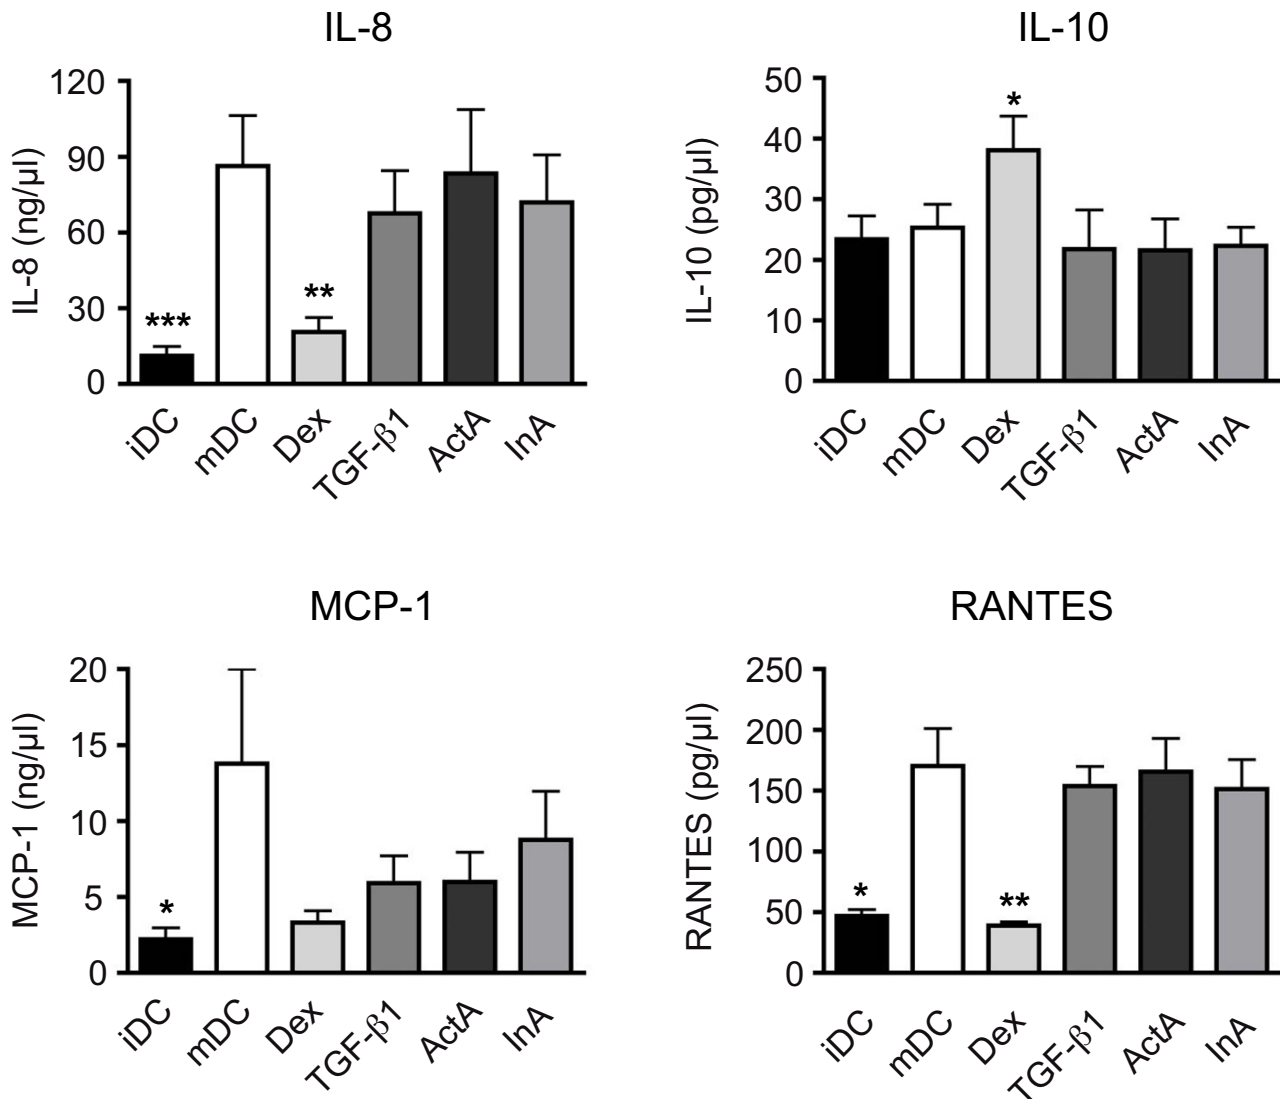 IL-8
IL-8 (ng/µl)
120
90
60
30
0
***
**
iDC
mDC
Dex
TGF-β1
ActA
InA
IL-10
IL-10 (pg/µl)
50
40
30
20
10
0
*
iDC
mDC
Dex
TGF-β1
ActA
InA
MCP-1
MCP-1 (ng/µl)
20
15
10
5
0
*
iDC
mDC
Dex
TGF-β1
ActA
InA
RANTES
RANTES (pg/µl)
250
200
150
100
50
0
*
**
iDC
mDC
Dex
TGF-β1
ActA
InA